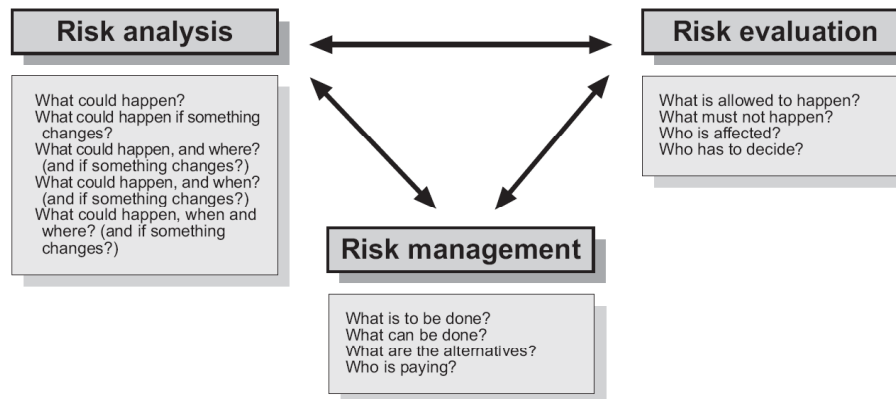 Risk analysis
What could happen?
What could happen if something
changes?
What could happen, and where?
(and if something changes?)
What could happen, and when?
(and if something changes?)
What could happen, when and
where? (and if something
changes?)
Risk evaluation
What is allowed to happen?
What must not happen?
Who is affected?
Who has to decide?
Risk management
What is to be done?
What can be done?
What are the alternatives?
Who is paying?